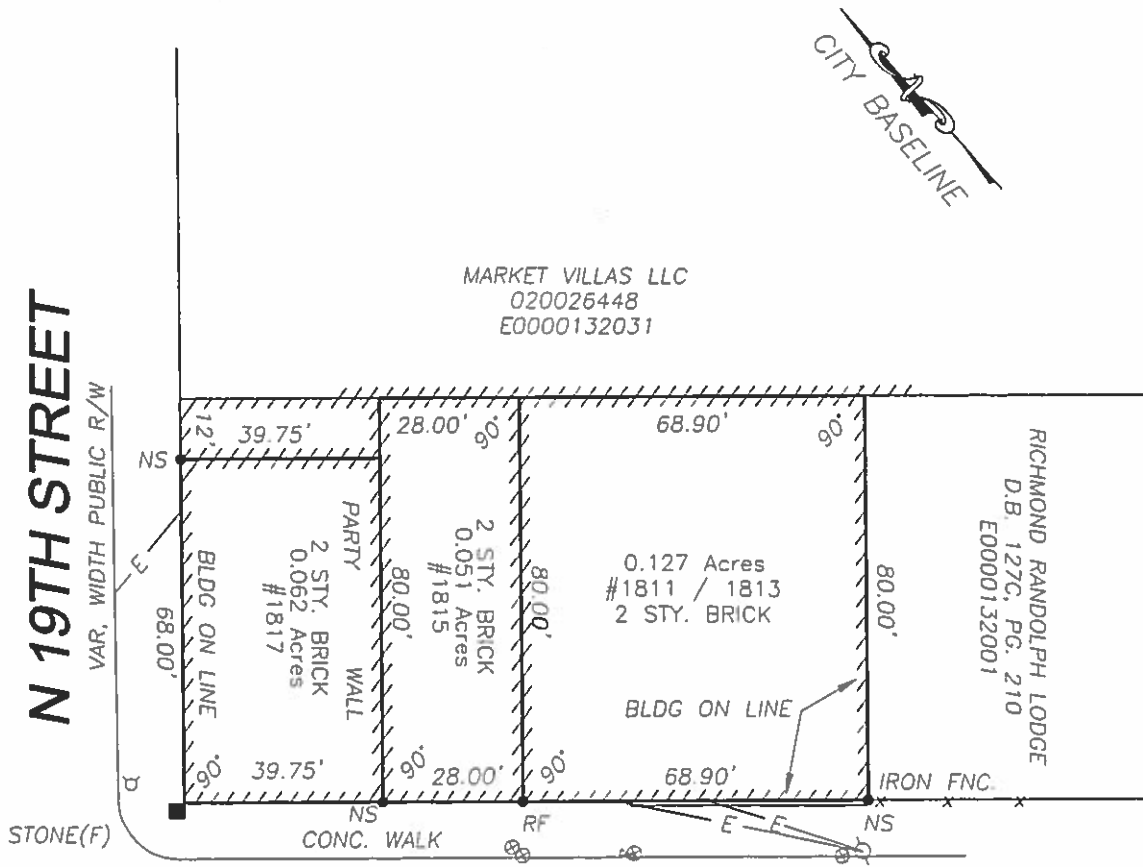 CITY BASELINE
MARKET VILLAS LLC
020026448
E0000132031
N 19TH STREET
VAR, WIDTH PUBLIC R/W
12'
39.75'
28.00'
90°
68.90'
90°
NS
E
68.00'
BLDG ON LINE
PARTY WALL
2 STY. BRICK
0.062 Acres
#1817
80.00'
2 STY. BRICK
0.051 Acres
#1815
80.00'
0.127 Acres
#1811 / 1813
2 STY. BRICK
80.00'
RICHMOND RANDOLPH LODGE
D.B. 127C, PG. 210
E0000132001
BLDG ON LINE
90°
39.75'
90°
28.00'
90°
68.90'
IRON FNC.
STONE(F)
NS
CONC. WALK
RF
E
E
NS